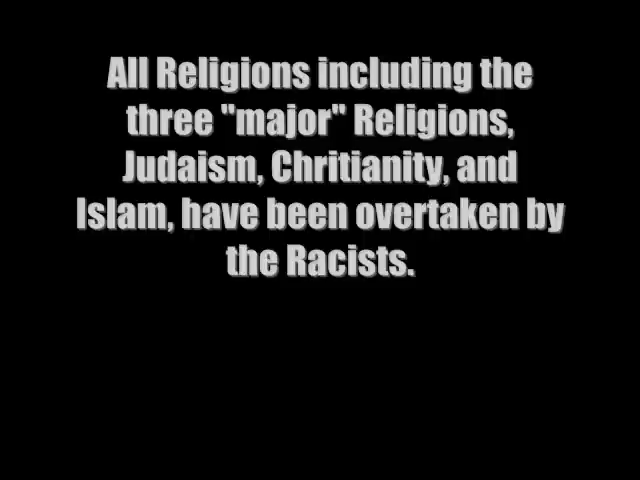 All Religions including the
three "major" Religions,
Judaism, Chritianity, and
Islam, have been overtaken by
the Racists.